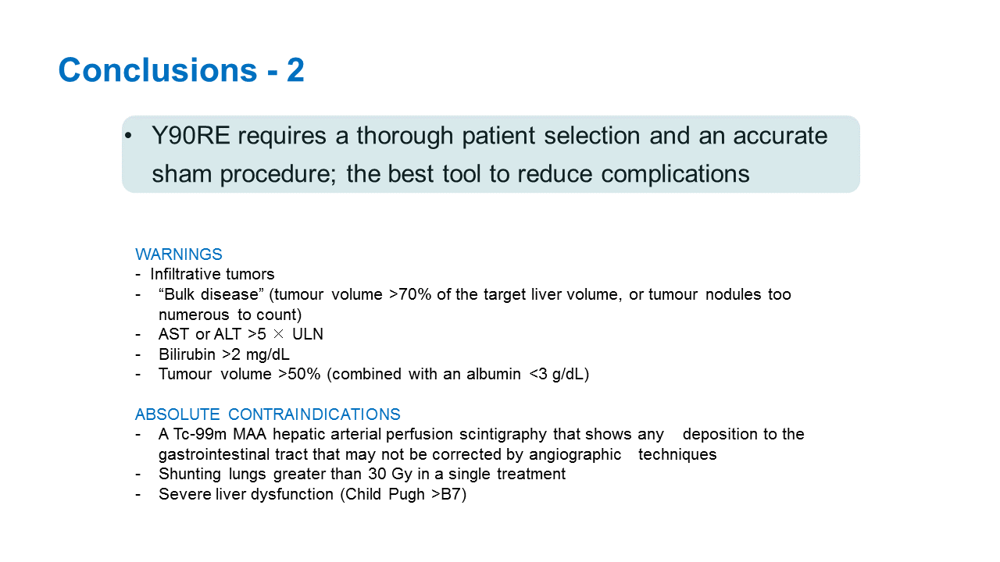 Conclusions - 2
• Y90RE requires a thorough patient selection and an accurate
sham procedure; the best tool to reduce complications
WARNINGS
- Infiltrative tumors
- “Bulk disease” (tumour volume >70% of the target liver volume, or tumour nodules too
numerous to count)
- AST or ALT >5 × ULN
- Bilirubin >2 mg/dL
- Tumour volume >50% (combined with an albumin <3 g/dL)
ABSOLUTE CONTRAINDICATIONS
- A Tc-99m MAA hepatic arterial perfusion scintigraphy that shows any deposition to the
gastrointestinal tract that may not be corrected by angiographic techniques
- Shunting lungs greater than 30 Gy in a single treatment
- Severe liver dysfunction (Child Pugh >B7)